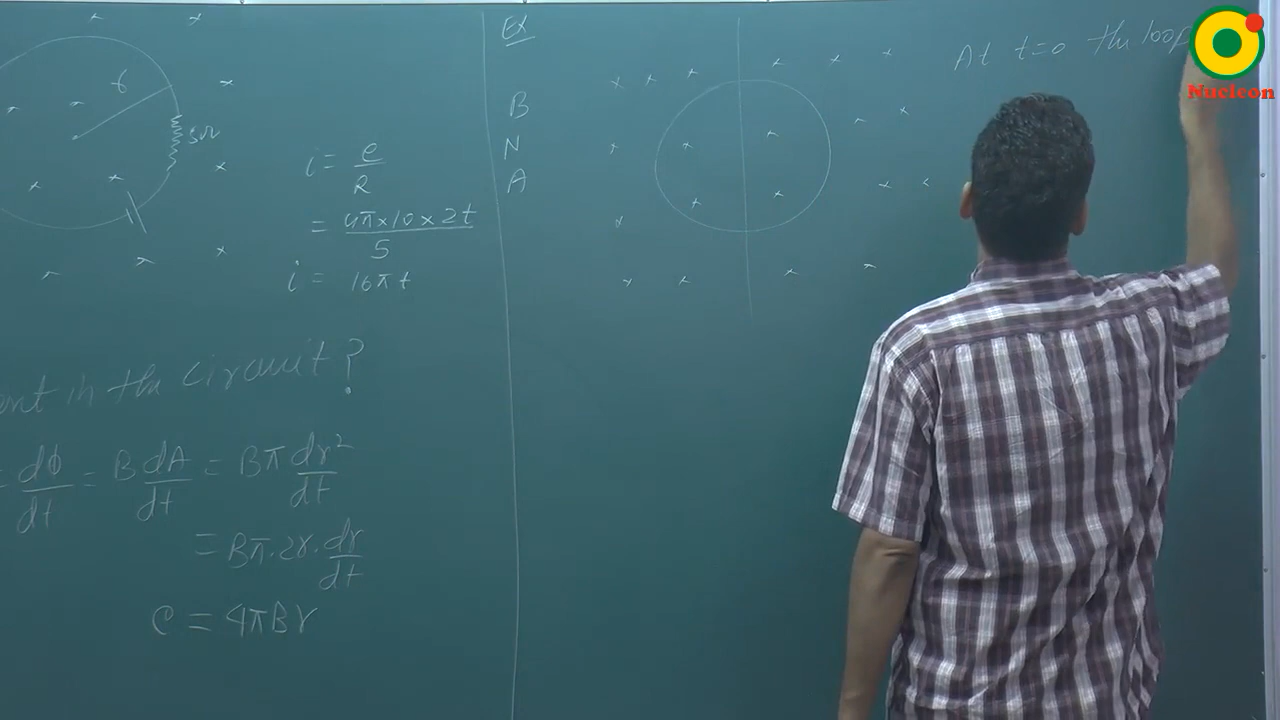 r
5Ω
i = e/R
= 4π×10×2t/5
i = 16πt
ent in the circuit?
= dΦ/dt = B dA/dt = Bπ dr²/dt
= Bπ·2r·dr/dt
e = 4πBr
Ex
B
N
A
At t=0 the loop
Nucleon